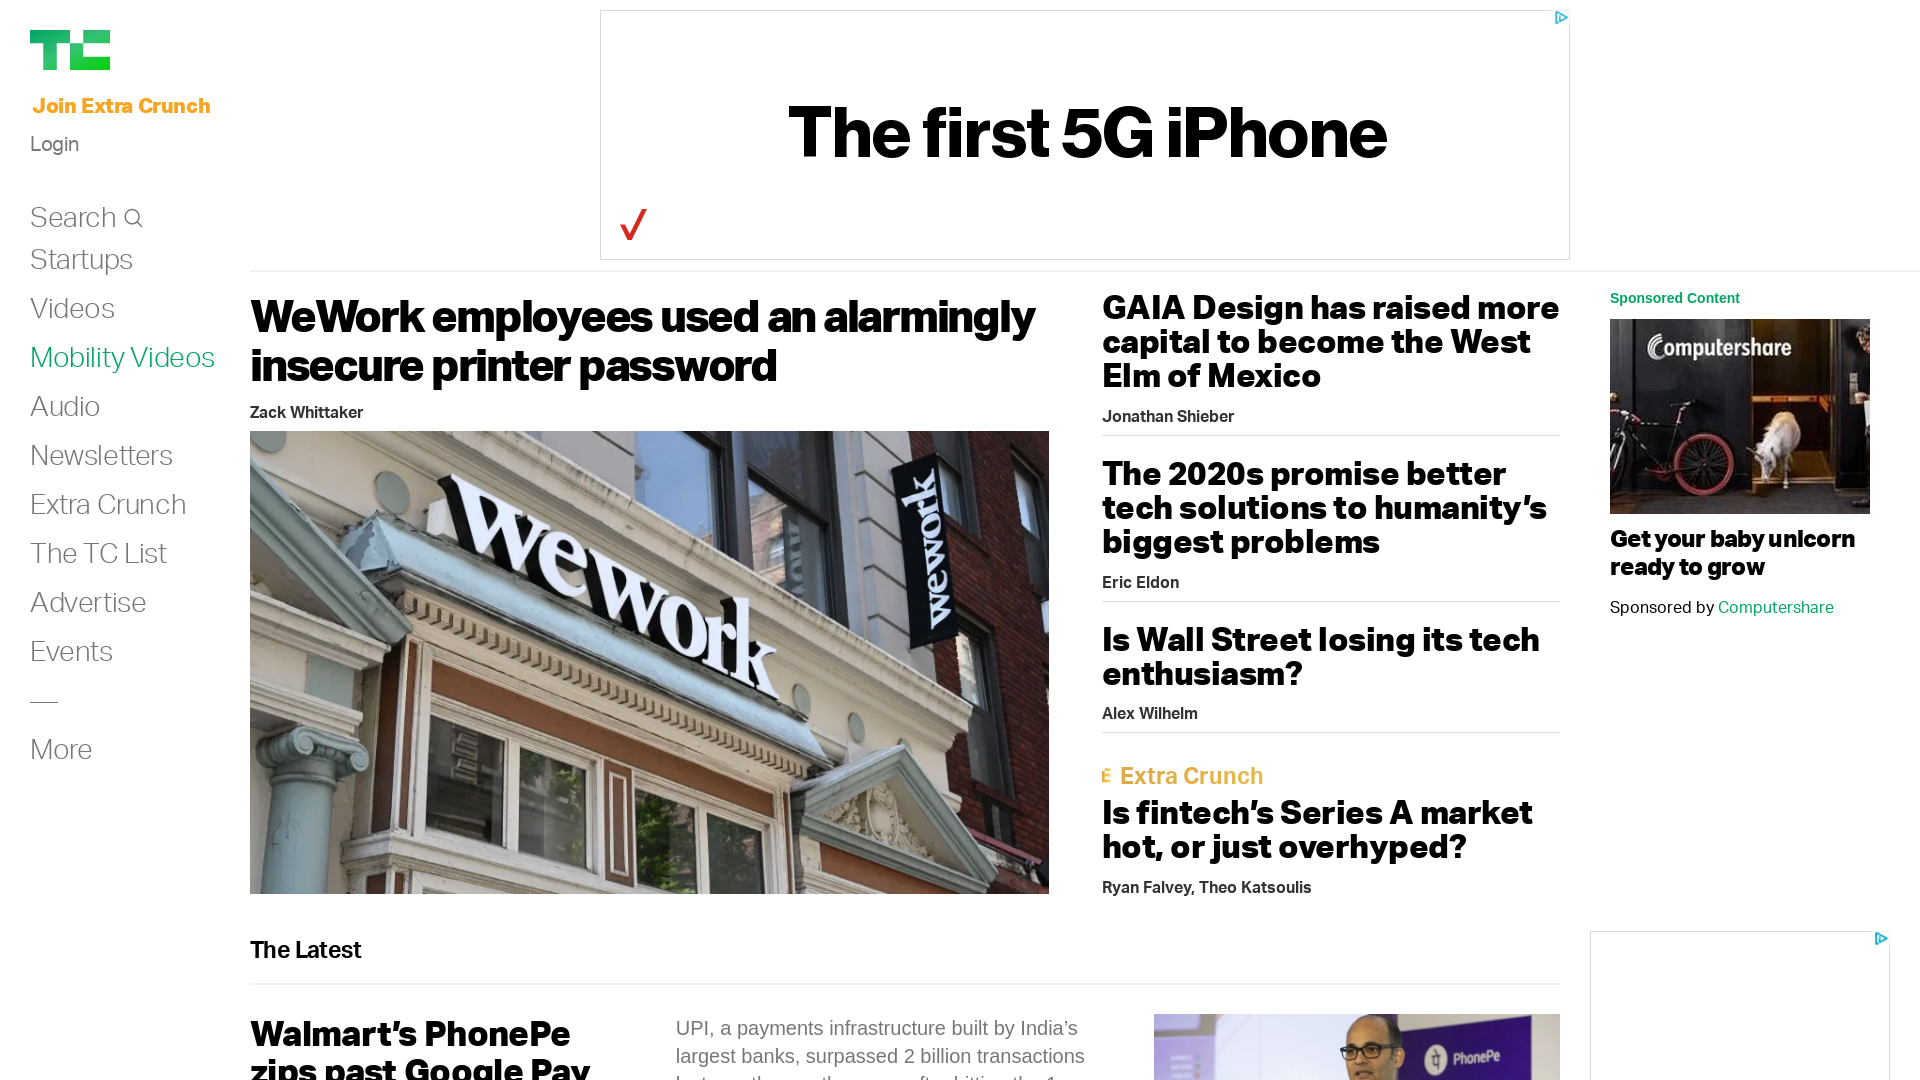 TC
Join Extra Crunch
Login
Search
Startups
Videos
Mobility Videos
Audio
Newsletters
Extra Crunch
The TC List
Advertise
Events
More
The first 5G iPhone
WeWork employees used an alarmingly
insecure printer password
Zack Whittaker
wework
wework
GAIA Design has raised more
capital to become the West
Elm of Mexico
Jonathan Shieber
The 2020s promise better
tech solutions to humanity’s
biggest problems
Eric Eldon
Is Wall Street losing its tech
enthusiasm?
Alex Wilhelm
Extra Crunch
Is fintech’s Series A market
hot, or just overhyped?
Ryan Falvey, Theo Katsoulis
Sponsored Content
Computershare
Get your baby unicorn
ready to grow
Sponsored by Computershare
The Latest
Walmart’s PhonePe
zips past Google Pay
UPI, a payments infrastructure built by India’s
largest banks, surpassed 2 billion transactions
PhonePe